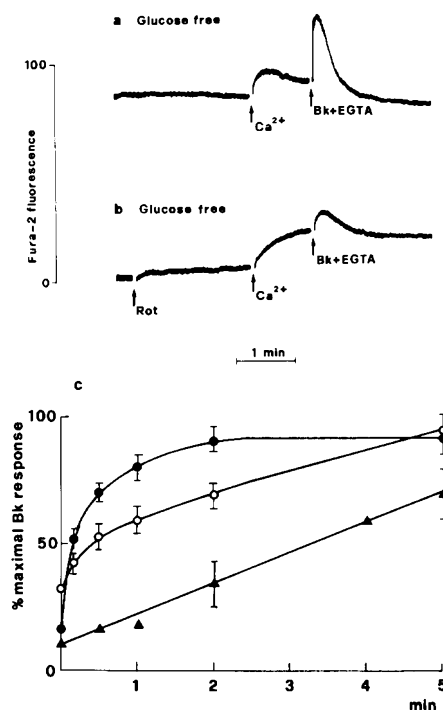 a Glucose free
100
Ca2+
Bk+EGTA
Fura-2 fluorescence
b Glucose free
0
Rot
Ca2+
Bk+EGTA
1 min
c
100
50
0
% maximal Bk response
1
2
3
4
5
min